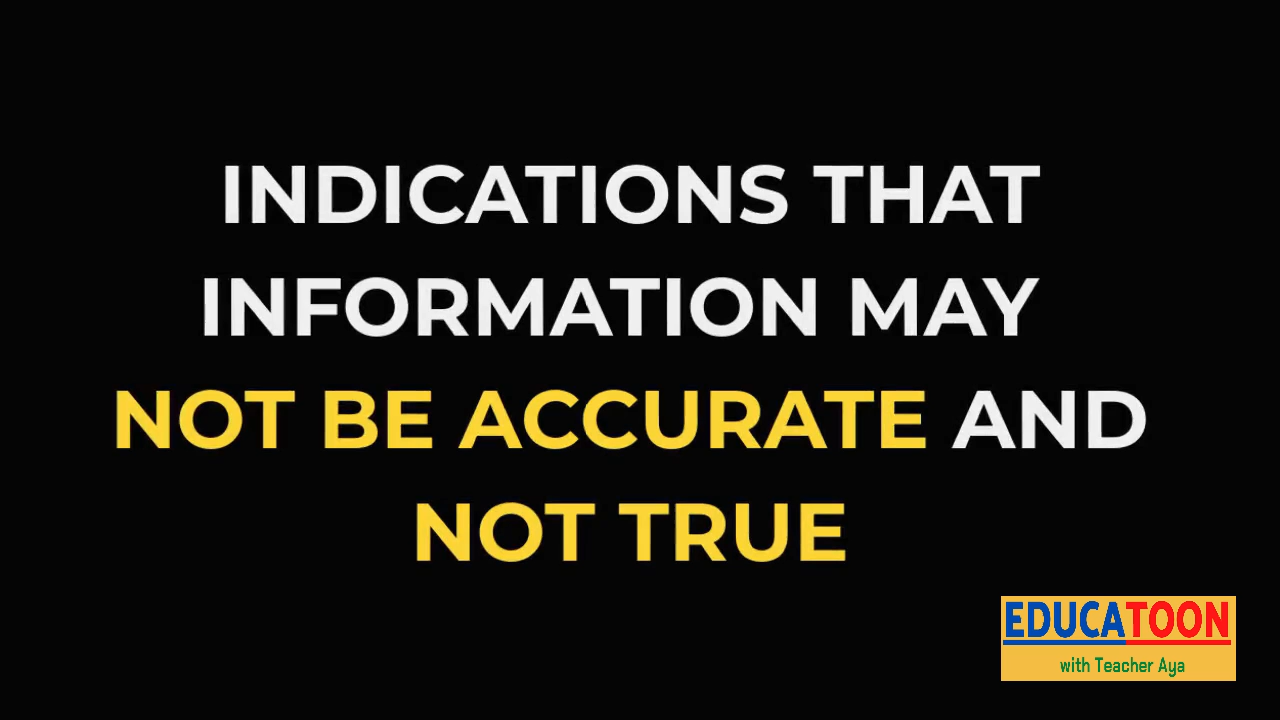 INDICATIONS THAT
INFORMATION MAY
NOT BE ACCURATE AND
NOT TRUE
EDUCATOON
with Teacher Aya